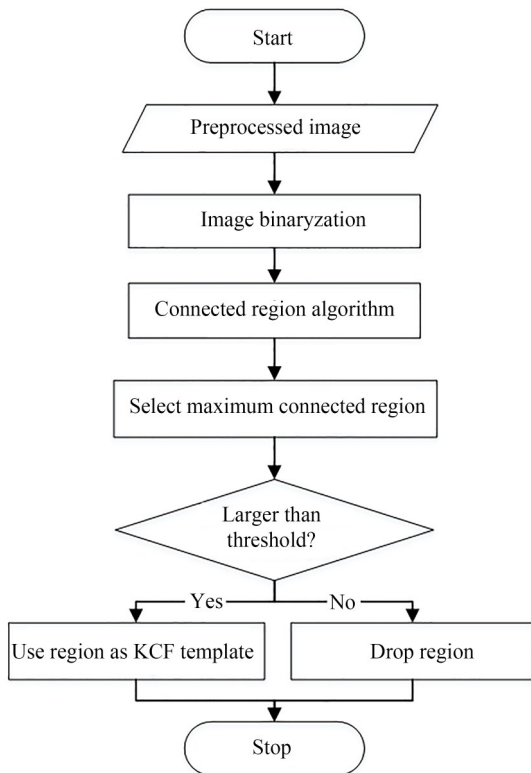 Start
Preprocessed image
Image binaryzation
Connected region algorithm
Select maximum connected region
Larger than
threshold?
Yes
No
Use region as KCF template
Drop region
Stop